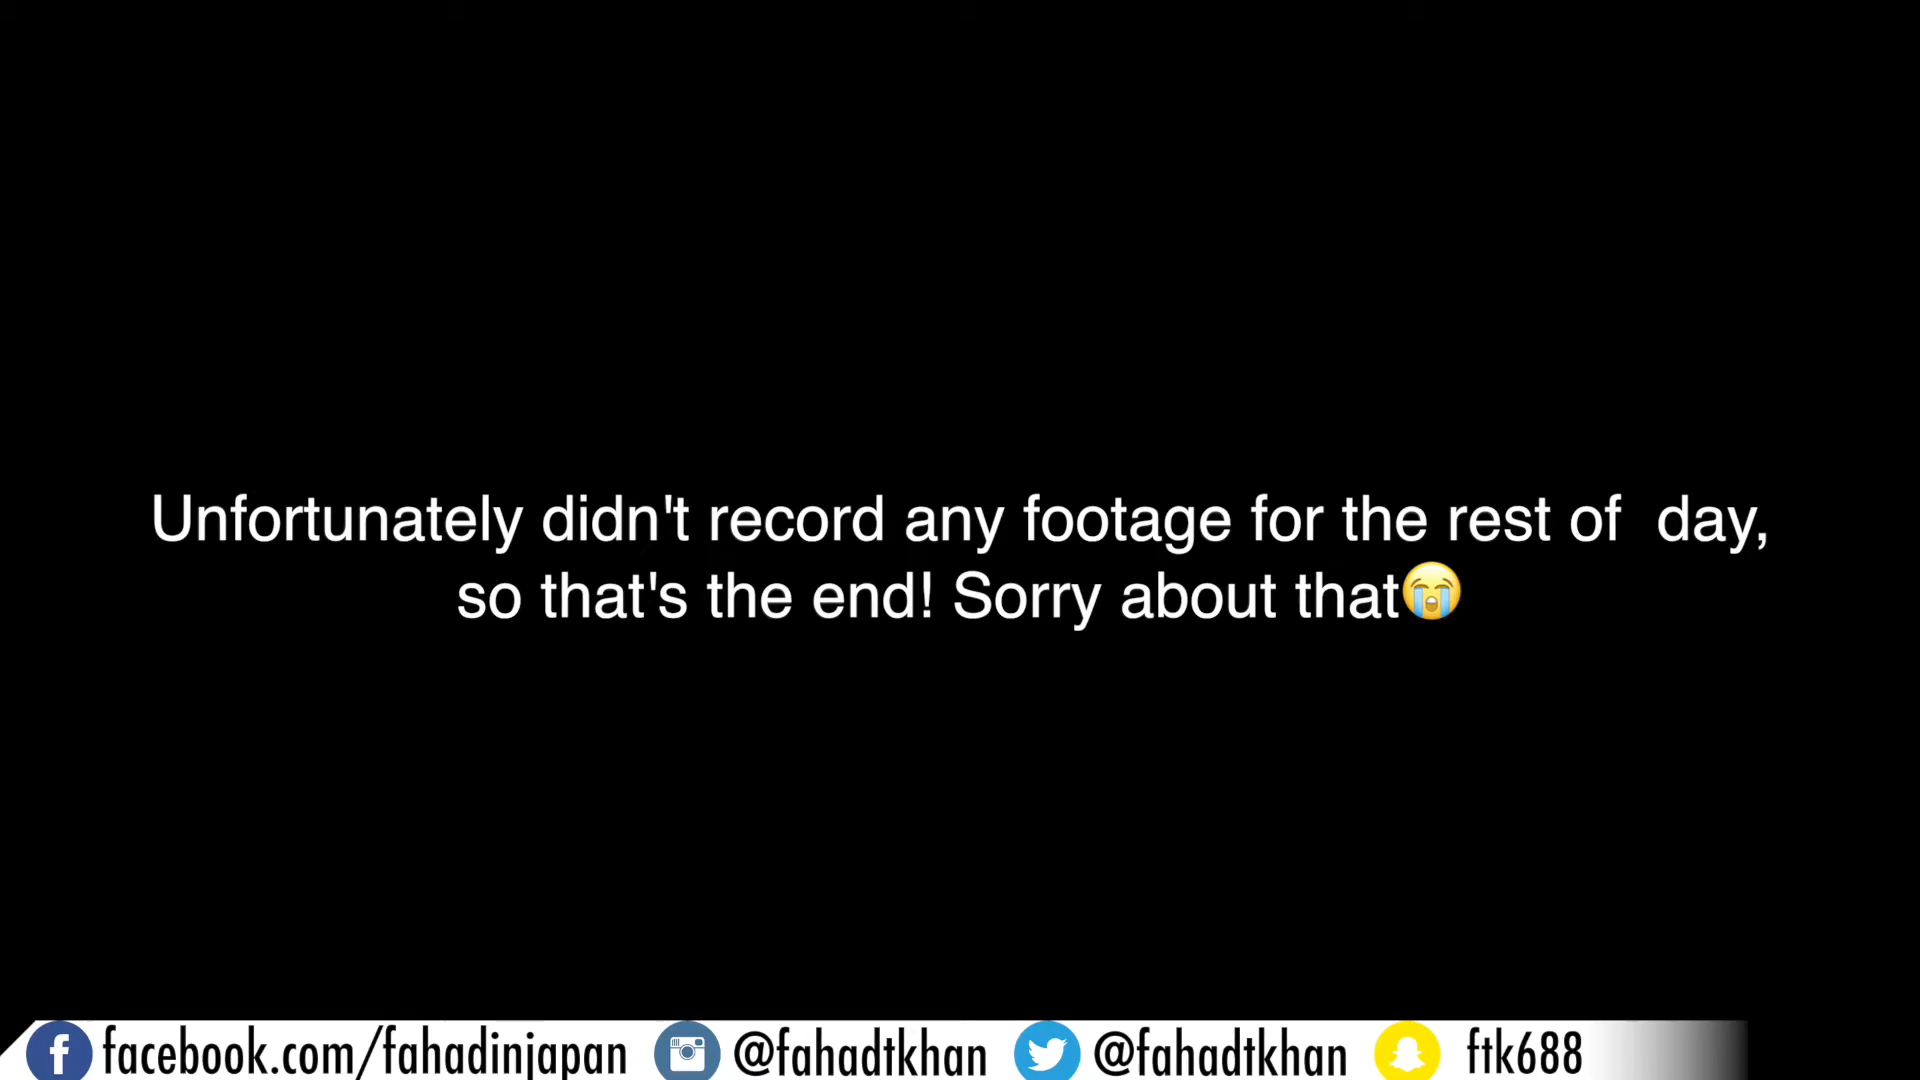 Unfortunately didn't record any footage for the rest of  day,
so that's the end! Sorry about that😭
facebook.com/fahadinjapan @fahadtkhan @fahadtkhan ftk688